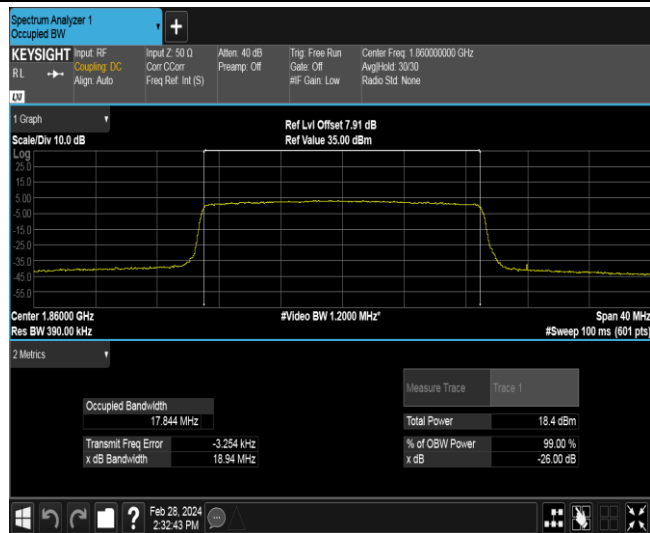 Spectrum Analyzer 1
Occupied BW
+
KEYSIGHT Input: RF Input Z: 50 Ω Atten: 40 dB Trig: Free Run Center Freq: 1.860000000 GHz
RL Coupling: DC Corr CCorr Preamp: Off Gate: Off Avg|Hold: 30/30
Align: Auto Freq Ref: Int (S) #IF Gain: Low Radio Std: None
LXI
1 Graph
Ref Lvl Offset 7.91 dB
Scale/Div 10.0 dB Ref Value 35.00 dBm
Log
25.0
15.0
5.00
-5.00
-15.0
-25.0
-35.0
-45.0
-55.0
Center 1.86000 GHz #Video BW 1.2000 MHz* Span 40 MHz
Res BW 390.00 kHz #Sweep 100 ms (601 pts)
2 Metrics
Measure Trace Trace 1
Occupied Bandwidth
17.844 MHz Total Power 18.4 dBm
Transmit Freq Error -3.254 kHz % of OBW Power 99.00 %
x dB Bandwidth 18.94 MHz x dB -26.00 dB
? Feb 28, 2024
2:32:43 PM